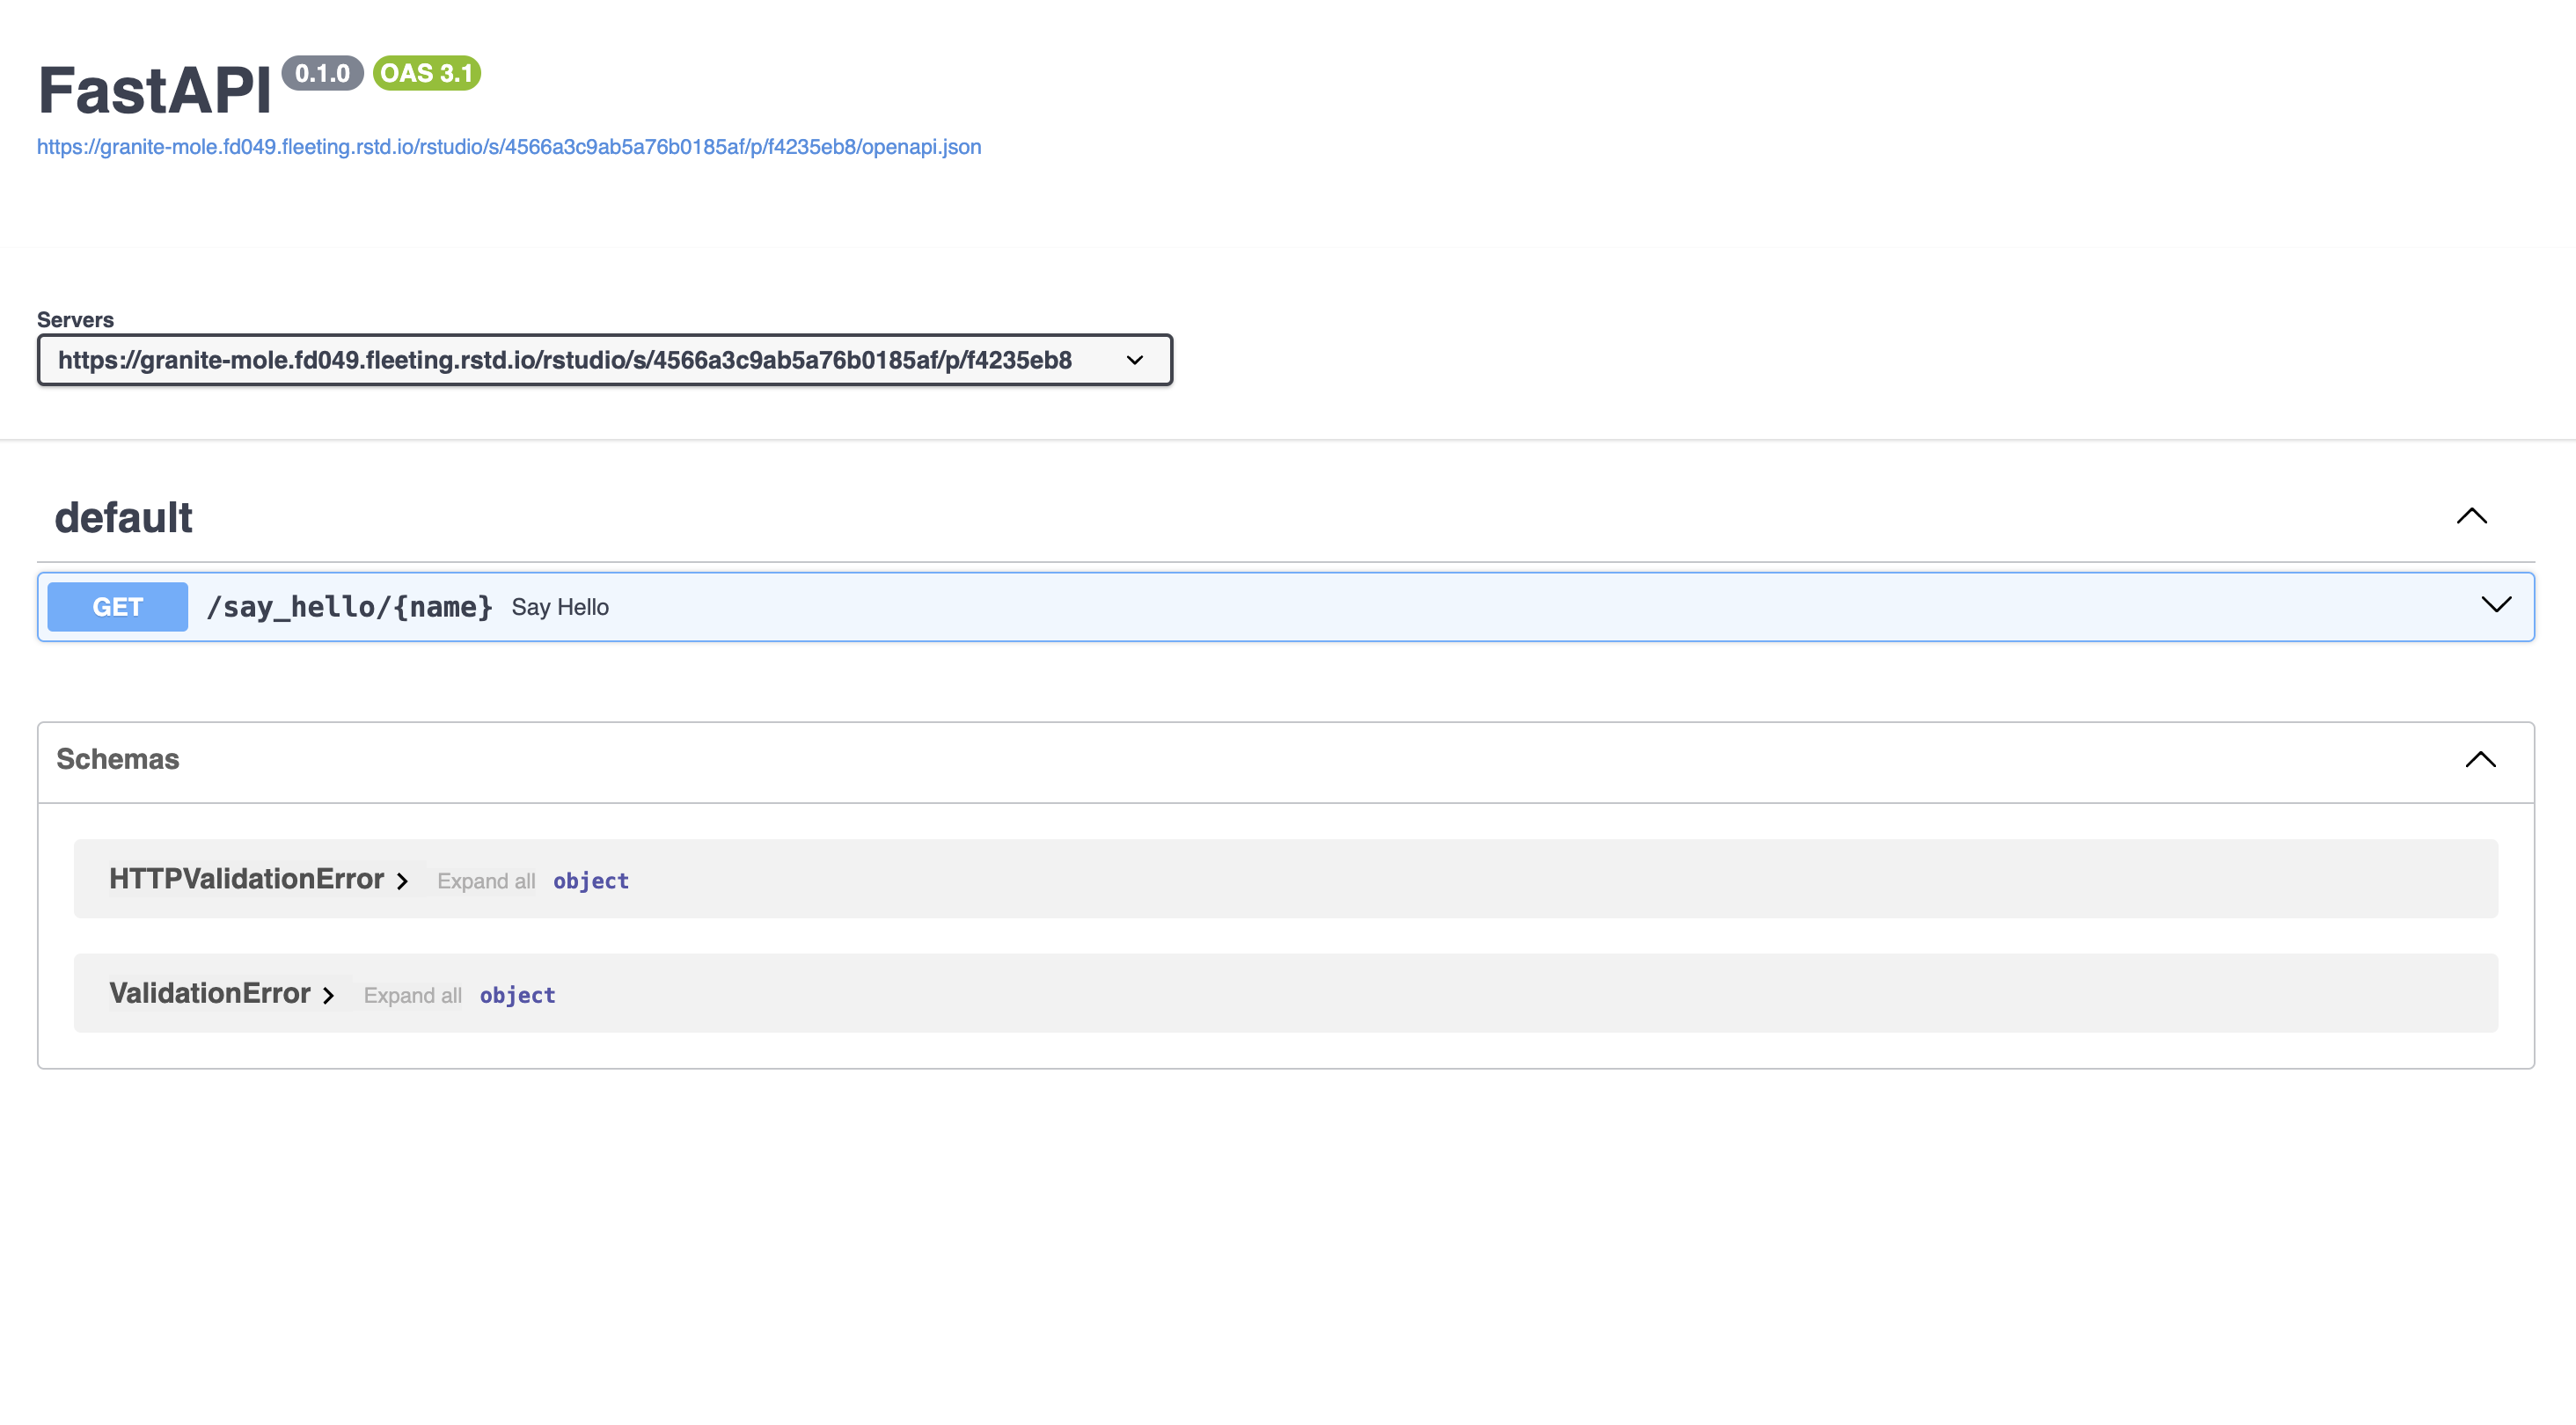 FastAPI 0.1.0 OAS 3.1
https://granite-mole.fd049.fleeting.rstd.io/rstudio/s/4566a3c9ab5a76b0185af/p/f4235eb8/openapi.json
Servers
https://granite-mole.fd049.fleeting.rstd.io/rstudio/s/4566a3c9ab5a76b0185af/p/f4235eb8
default
GET /say_hello/{name} Say Hello
Schemas
HTTPValidationError Expand all object
ValidationError Expand all object